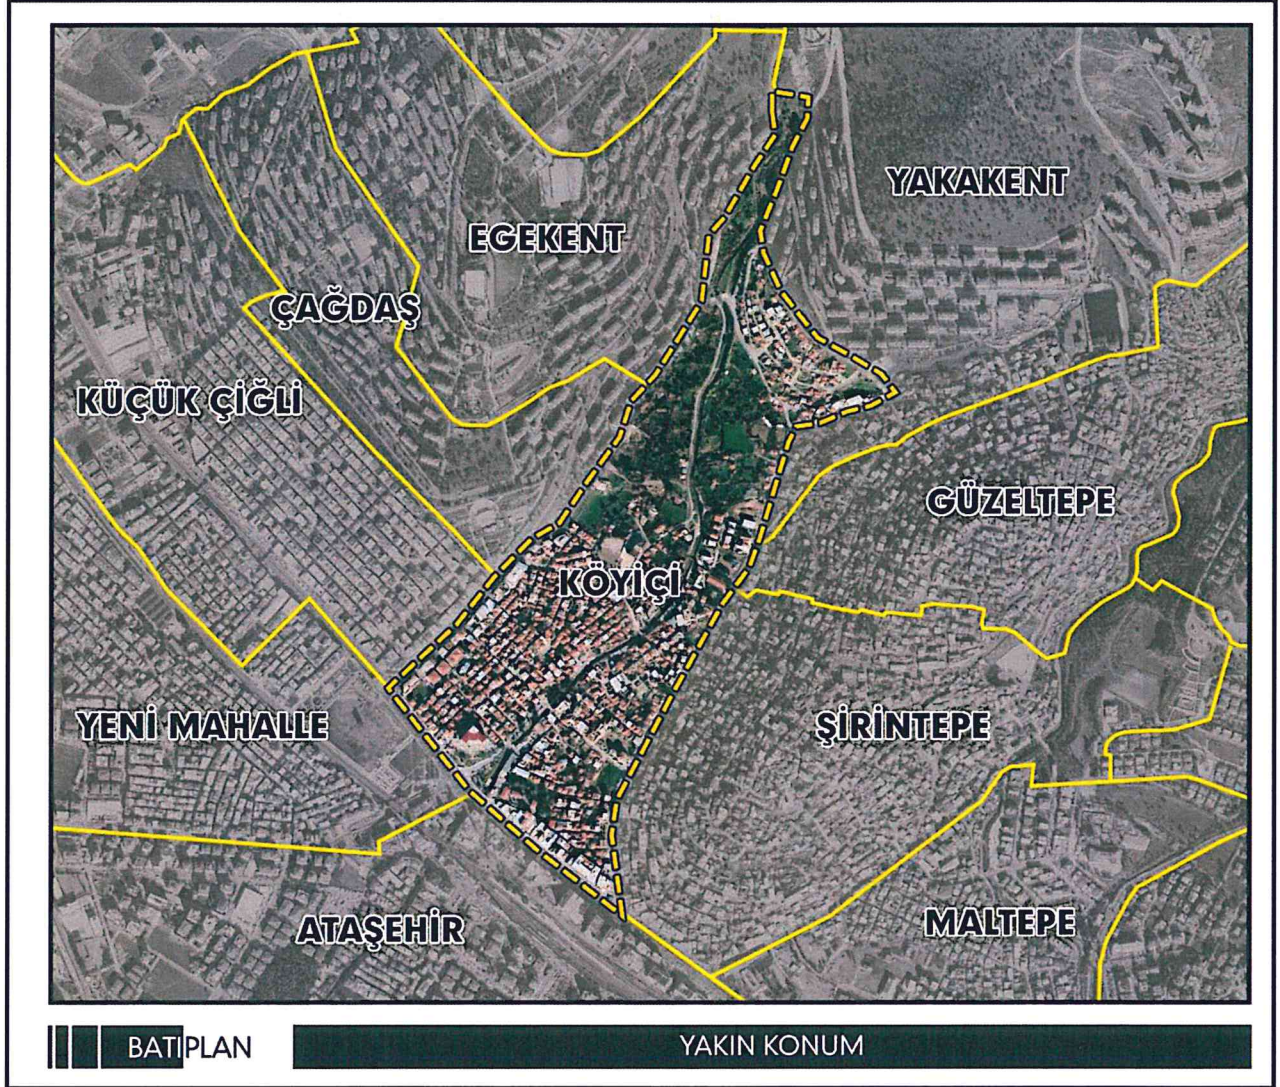 YAKAKENT
EGEKENT
ÇAĞDAŞ
KÜÇÜK ÇİĞLİ
GÜZELTEPE
KÖYİÇİ
YENİ MAHALLE
ŞİRİNTEPE
ATAŞEHİR
MALTEPE
BATIPLAN
YAKIN KONUM